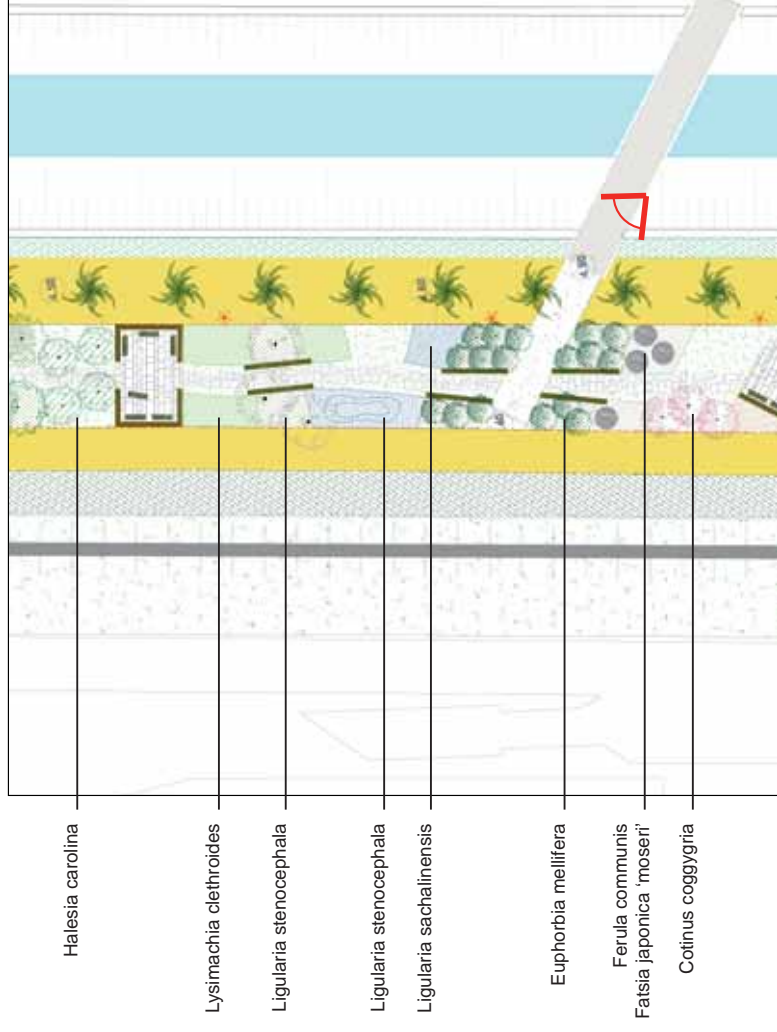 Halesia carolina
Lysimachia clethroides
Ligularia stenocephala
Ligularia stenocephala
Ligularia sachalinensis
Euphorbia mellifera
Ferula communis
Fatsia japonica ‘moseri’
Cotinus coggygria